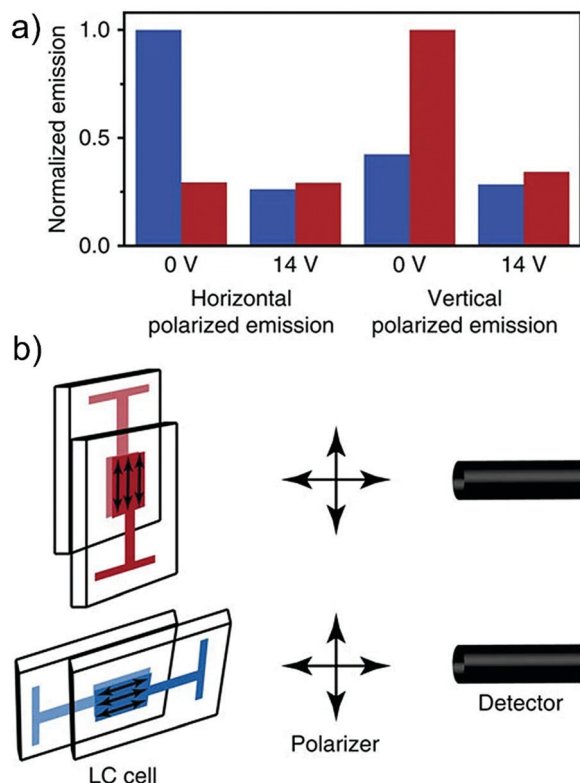 a)
Normalized emission
1.0
0.5
0.0
0 V 14 V 0 V 14 V
Horizontal Vertical
polarized emission polarized emission
b)
Detector
Polarizer
LC cell